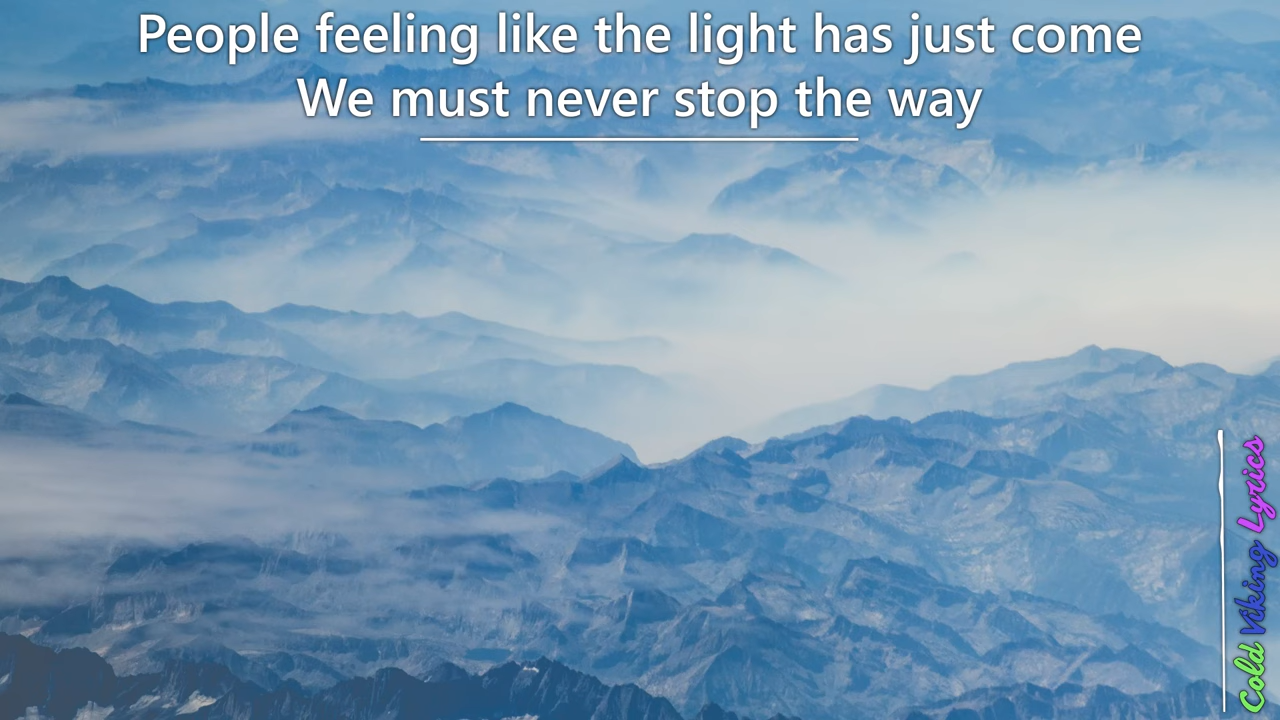 People feeling like the light has just come
We must never stop the way
Cold Viking Lyrics